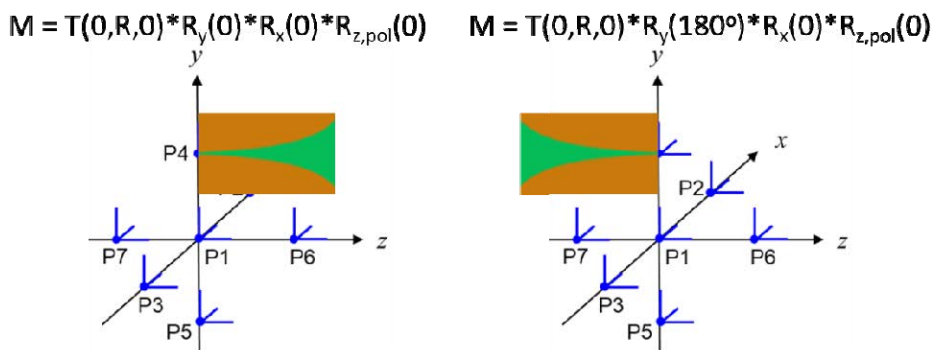 M = T(0,R,0)*Ry(0)*Rx(0)*Rz,pol(0)
M = T(0,R,0)*Ry(180º)*Rx(0)*Rz,pol(0)
y
P4
z
P7
P1
P6
P3
P5
y
x
P2
z
P7
P1
P6
P3
P5